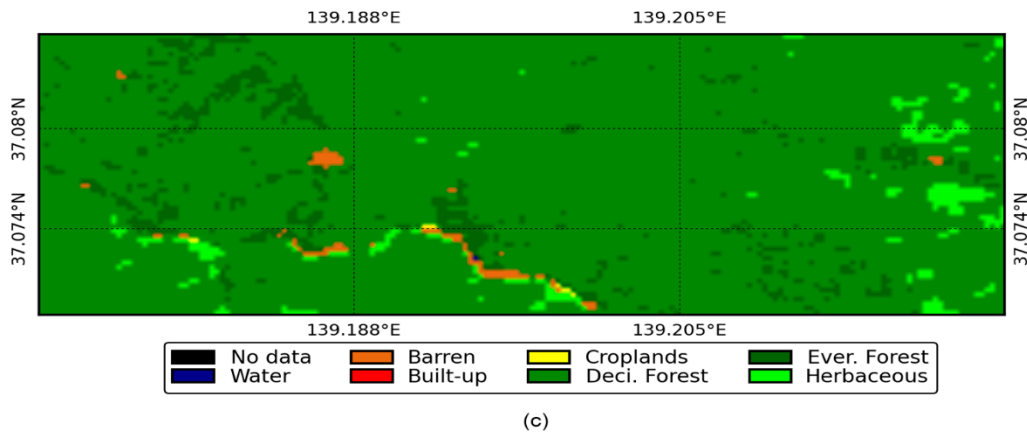 139.188°E 139.205°E
37.08°N 37.08°N
37.074°N 37.074°N
139.188°E 139.205°E
No data Barren Croplands Ever. Forest
Water Built-up Deci. Forest Herbaceous
(c)